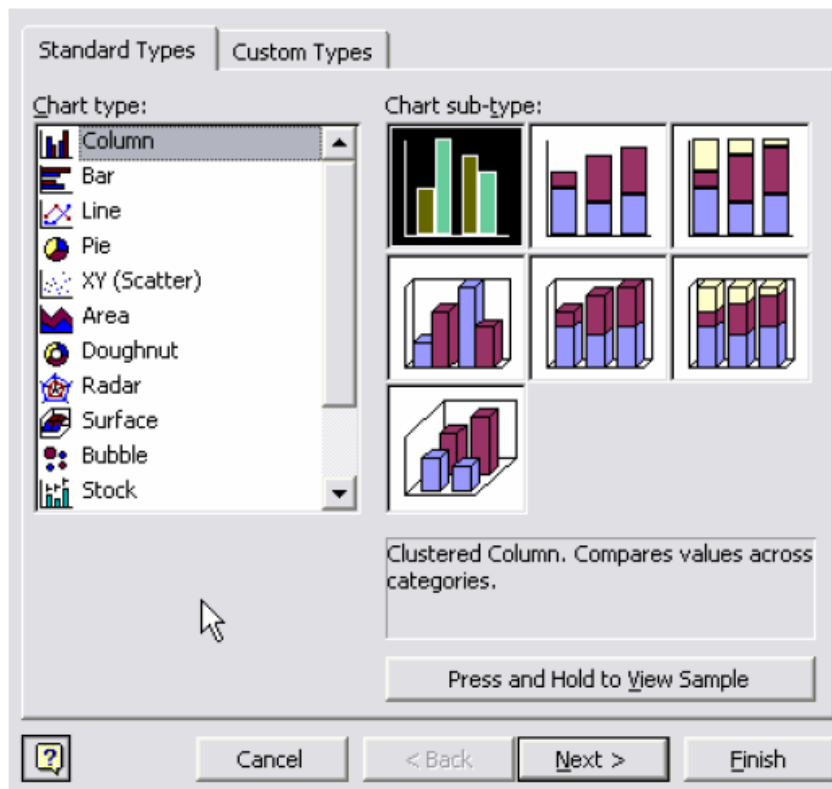 Standard Types
Custom Types
Chart type:
Column
Bar
Line
Pie
XY (Scatter)
Area
Doughnut
Radar
Surface
Bubble
Stock
Chart sub-type:
Clustered Column. Compares values across
categories.
Press and Hold to View Sample
?
Cancel
< Back
Next >
Finish